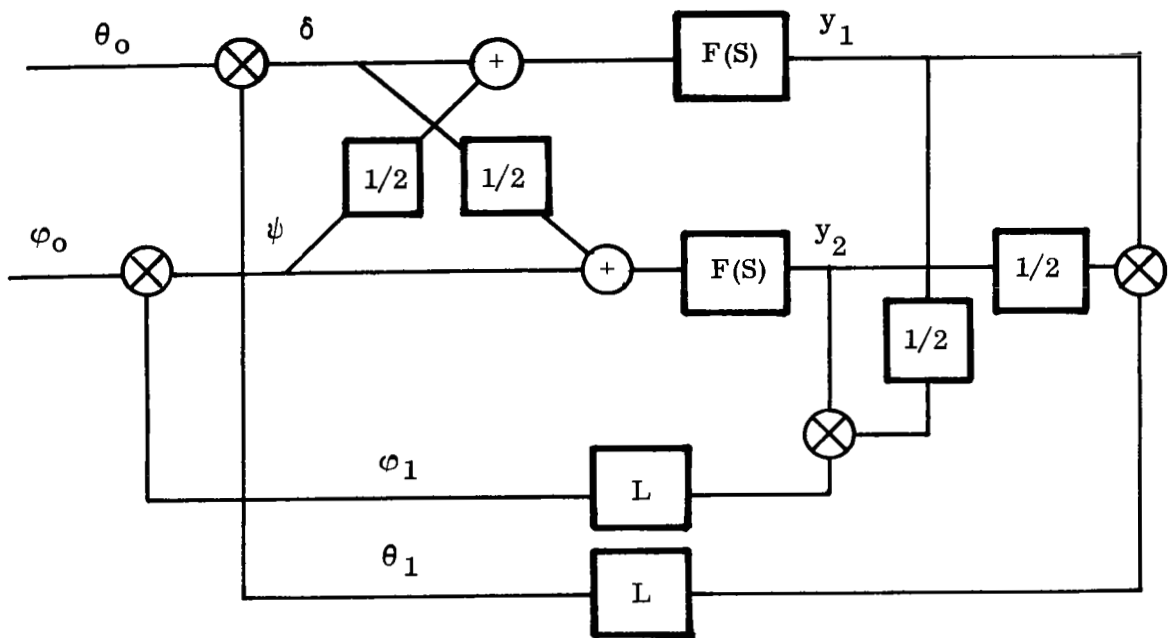 θo δ + F(S) y1
1/2 1/2
φo ψ + F(S) y2 1/2
1/2
φ1 L
θ1 L